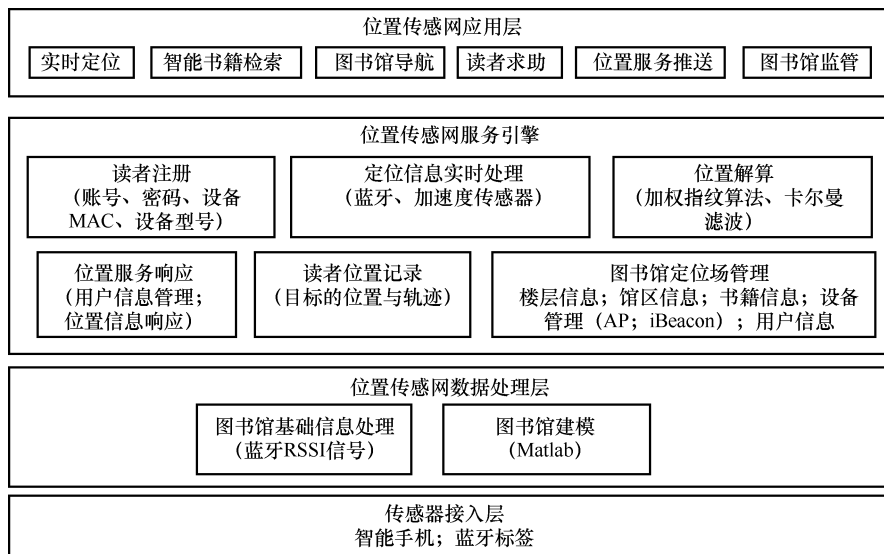 位置传感网应用层
实时定位
智能书籍检索
图书馆导航
读者求助
位置服务推送
图书馆监管
位置传感网服务引擎
读者注册
（账号、密码、设备
MAC、设备型号）
定位信息实时处理
（蓝牙、加速度传感器）
位置解算
（加权指纹算法、卡尔曼
滤波）
位置服务响应
（用户信息管理；
位置信息响应）
读者位置记录
（目标的位置与轨迹）
图书馆定位场管理
楼层信息；馆区信息；书籍信息；设备
管理（AP；iBeacon）；用户信息
位置传感网数据处理层
图书馆基础信息处理
（蓝牙RSSI信号）
图书馆建模
（Matlab）
传感器接入层
智能手机；蓝牙标签